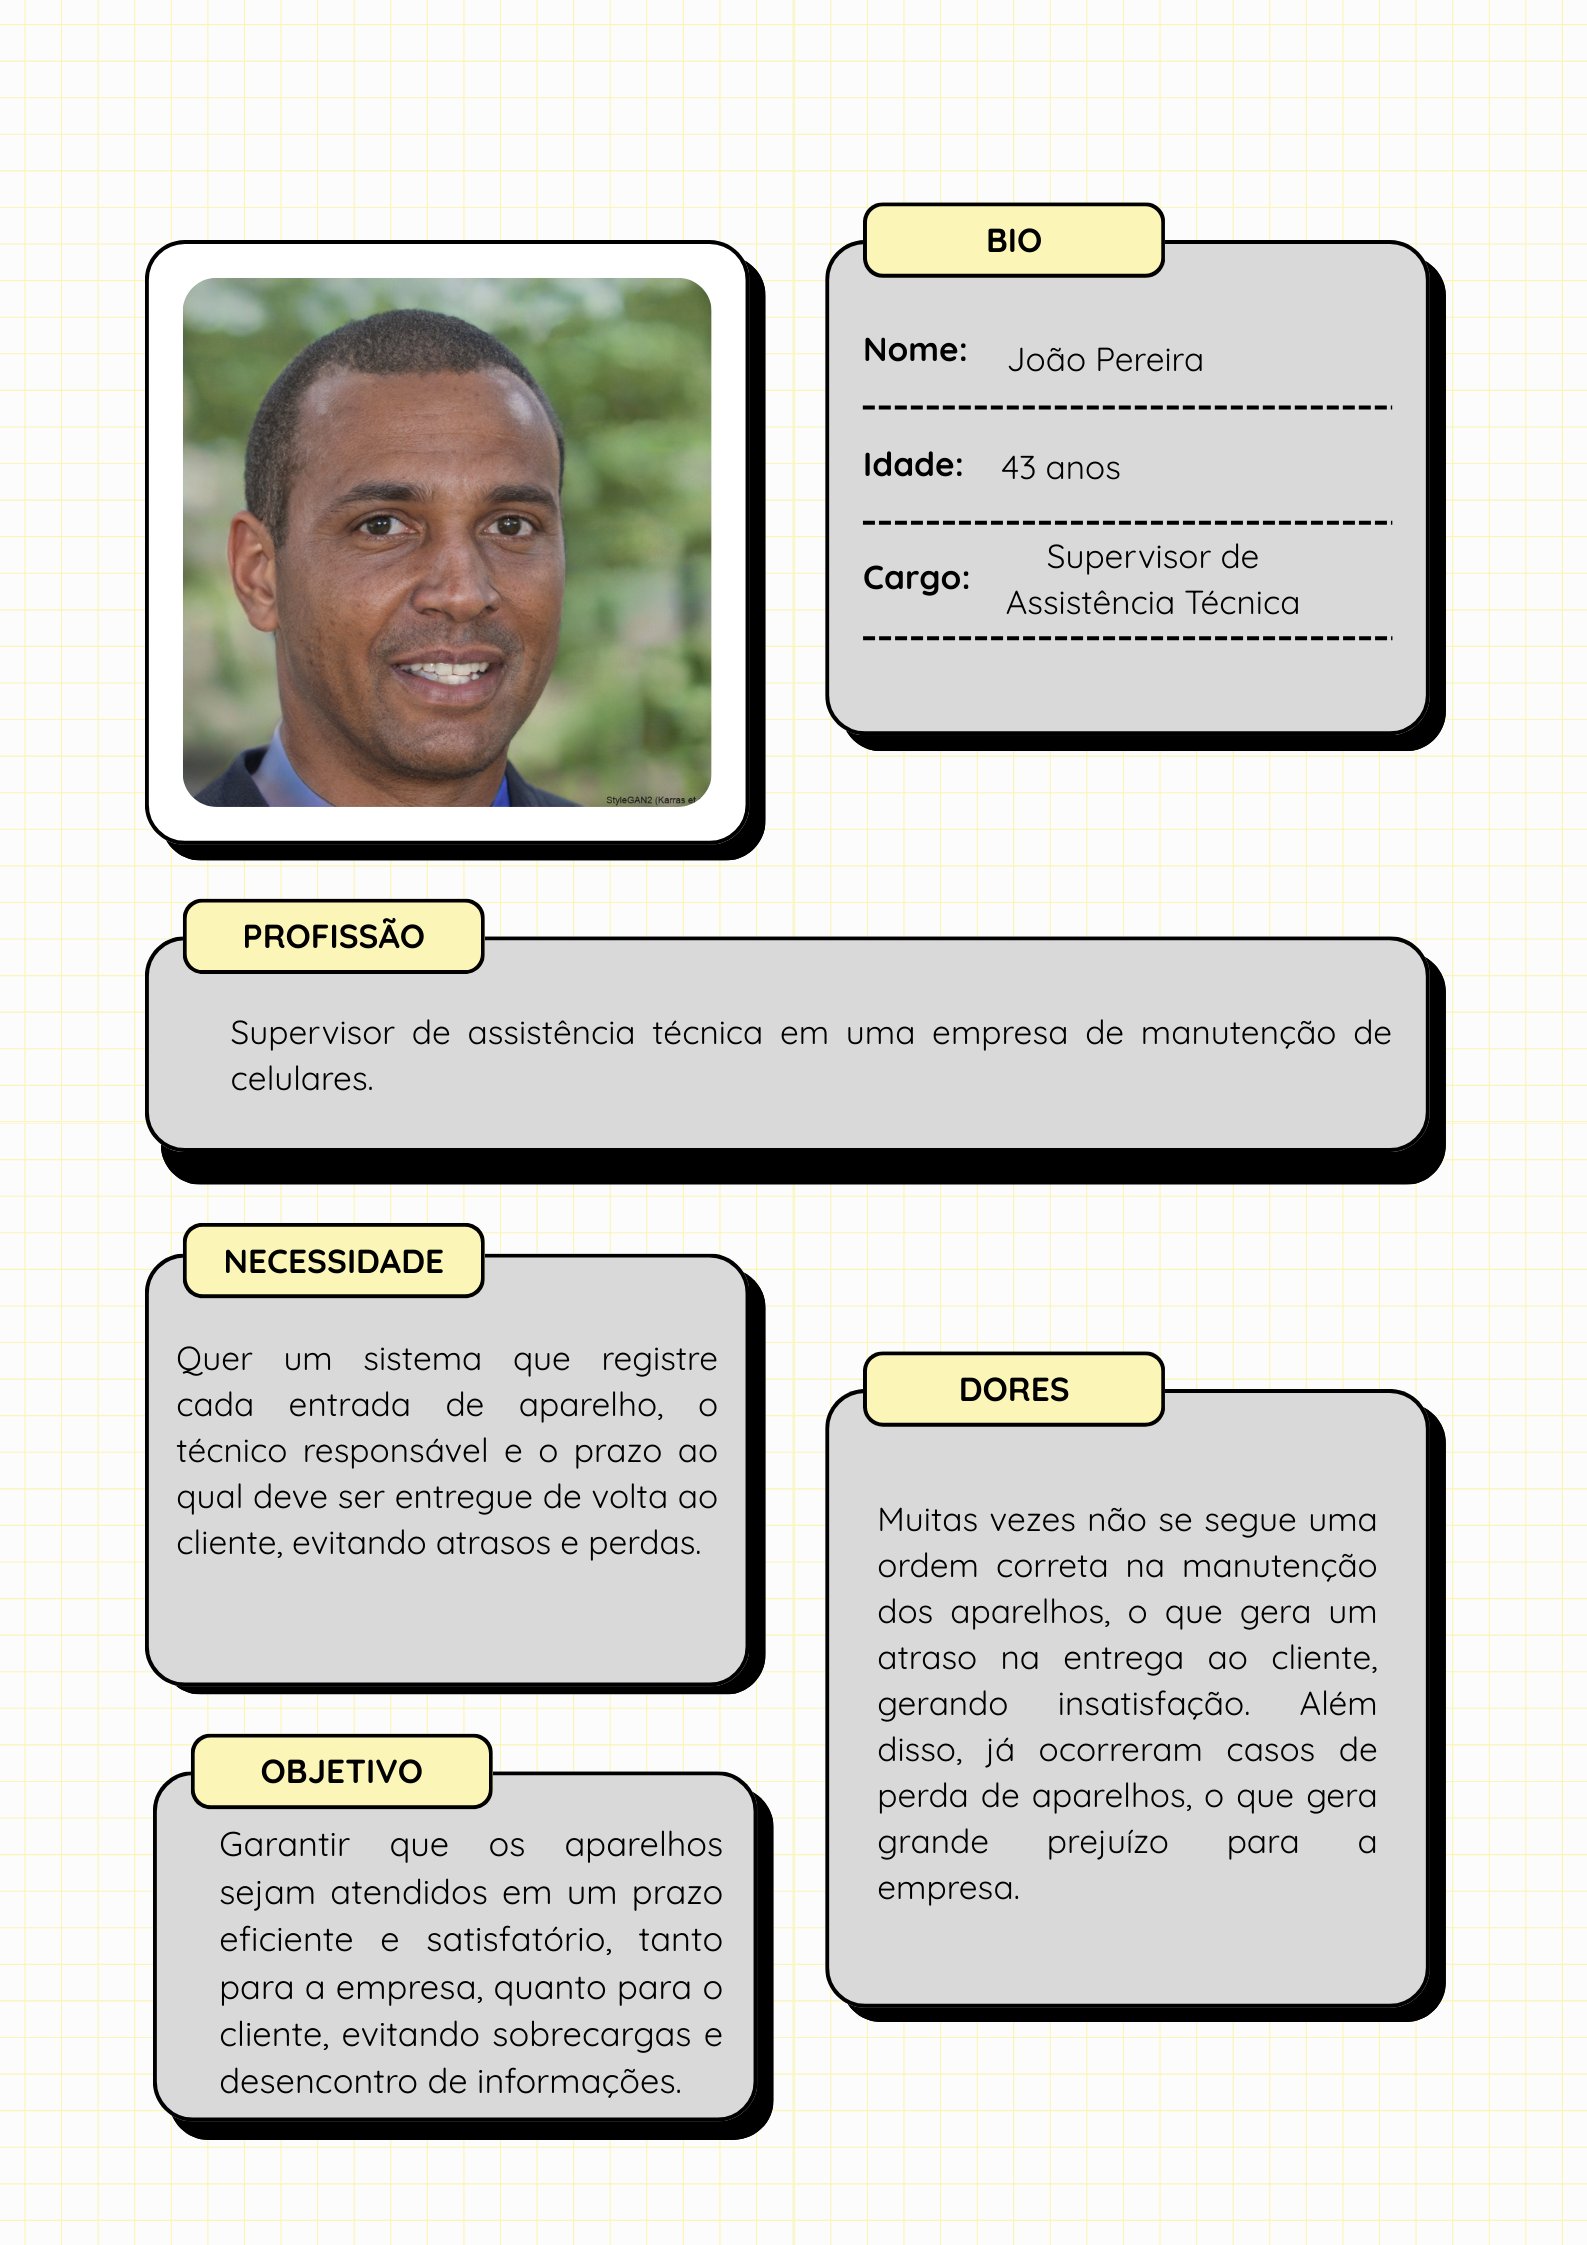 StyleGAN2 (Karras et
BIO
Nome: João Pereira
Idade: 43 anos
Cargo: Supervisor de
Assistência Técnica
PROFISSÃO
Supervisor de assistência técnica em uma empresa de manutenção de
celulares.
NECESSIDADE
Quer um sistema que registre
cada entrada de aparelho, o
técnico responsável e o prazo ao
qual deve ser entregue de volta ao
cliente, evitando atrasos e perdas.
OBJETIVO
Garantir que os aparelhos
sejam atendidos em um prazo
eficiente e satisfatório, tanto
para a empresa, quanto para o
cliente, evitando sobrecargas e
desencontro de informações.
DORES
Muitas vezes não se segue uma
ordem correta na manutenção
dos aparelhos, o que gera um
atraso na entrega ao cliente,
gerando insatisfação. Além
disso, já ocorreram casos de
perda de aparelhos, o que gera
grande prejuízo para a
empresa.